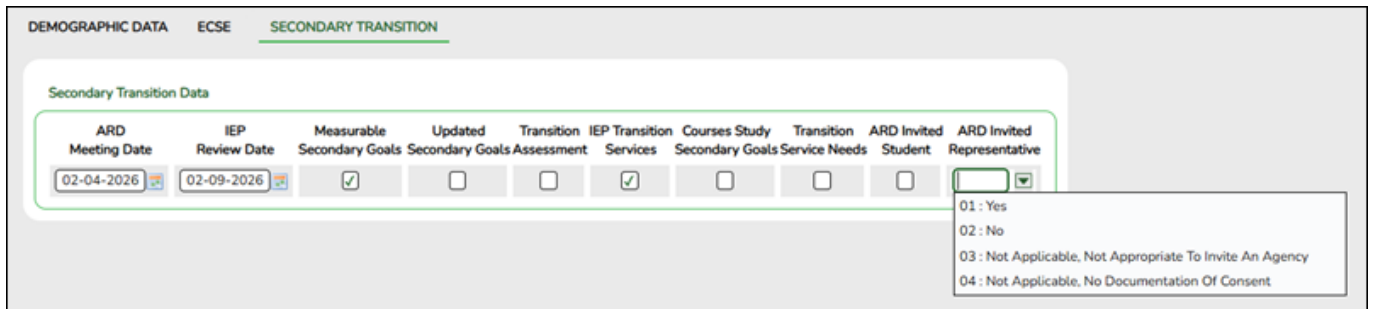 DEMOGRAPHIC DATA ECSE SECONDARY TRANSITION
Secondary Transition Data
ARD IEP Measurable Updated Transition IEP Transition Courses Study Transition ARD Invited ARD Invited
Meeting Date Review Date Secondary Goals Secondary Goals Assessment Services Secondary Goals Service Needs Student Representative
02-04-2026 02-09-2026
01 : Yes
02 : No
03 : Not Applicable, Not Appropriate To Invite An Agency
04 : Not Applicable, No Documentation Of Consent